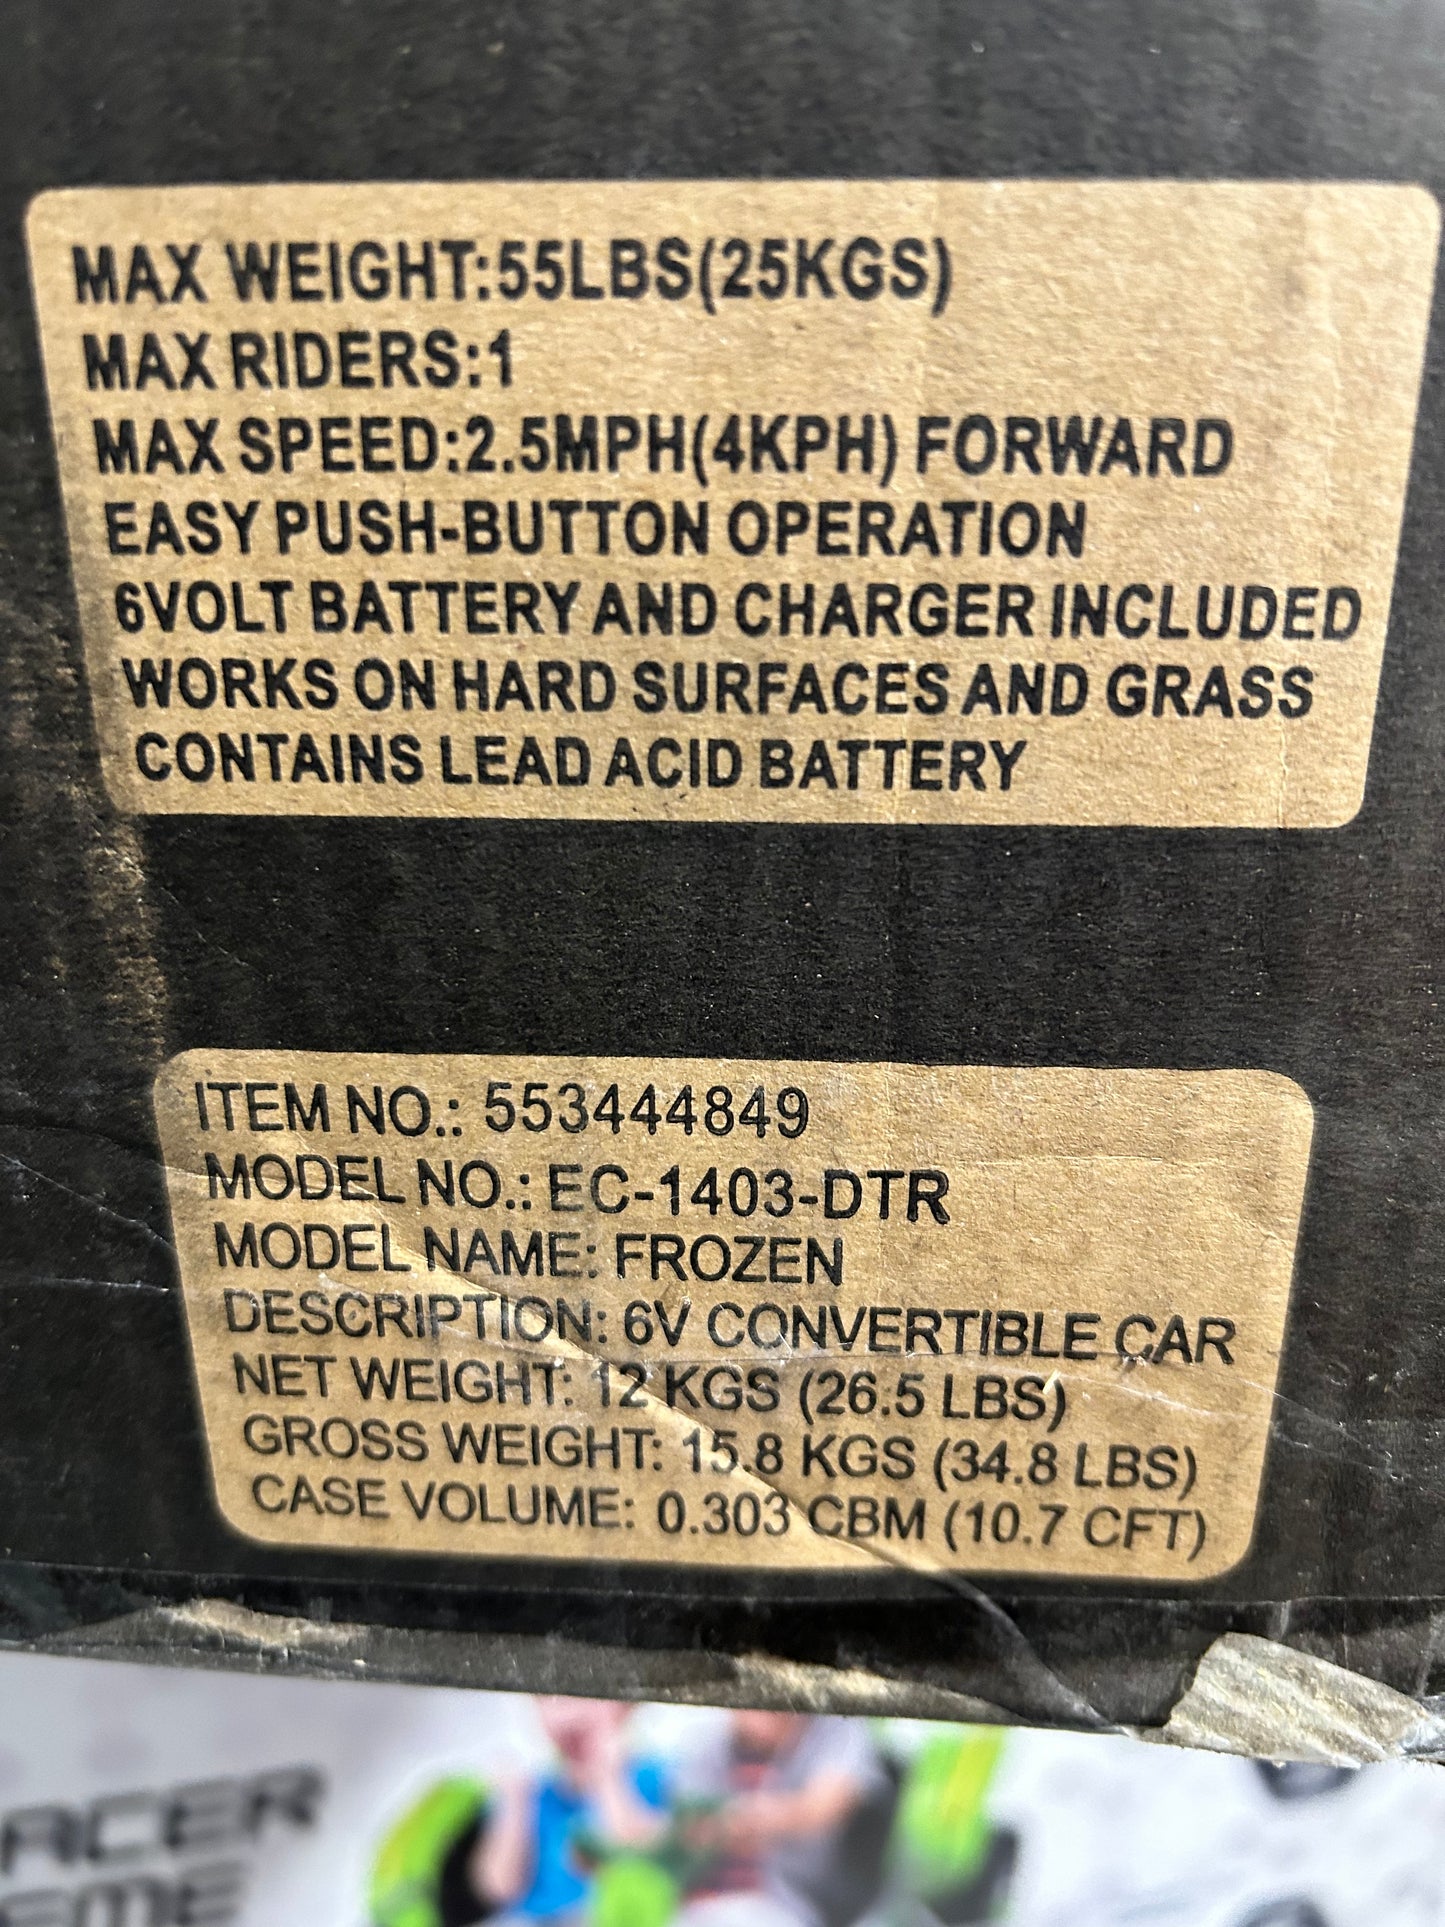 MAX WEIGHT:55LBS(25KGS)
MAX RIDERS:1
MAX SPEED:2.5MPH(4KPH) FORWARD
EASY PUSH-BUTTON OPERATION
6VOLT BATTERY AND CHARGER INCLUDED
WORKS ON HARD SURFACES AND GRASS
CONTAINS LEAD ACID BATTERY
ITEM NO.: 553444849
MODEL NO.: EC-1403-DTR
MODEL NAME: FROZEN
DESCRIPTION: 6V CONVERTIBLE CAR
NET WEIGHT: 12 KGS (26.5 LBS)
GROSS WEIGHT: 15.8 KGS (34.8 LBS)
CASE VOLUME: 0.303 CBM (10.7 CFT)